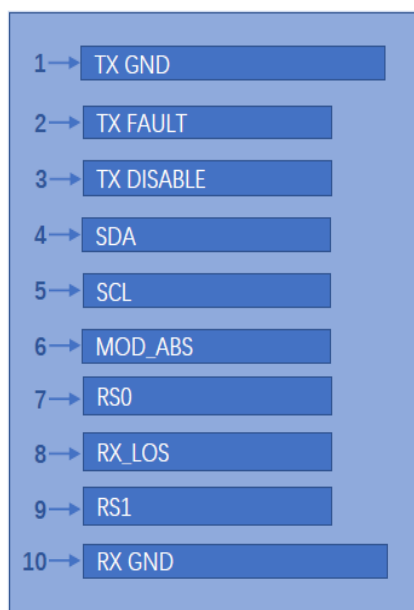 1 TX GND
2 TX FAULT
3 TX DISABLE
4 SDA
5 SCL
6 MOD_ABS
7 RS0
8 RX_LOS
9 RS1
10 RX GND